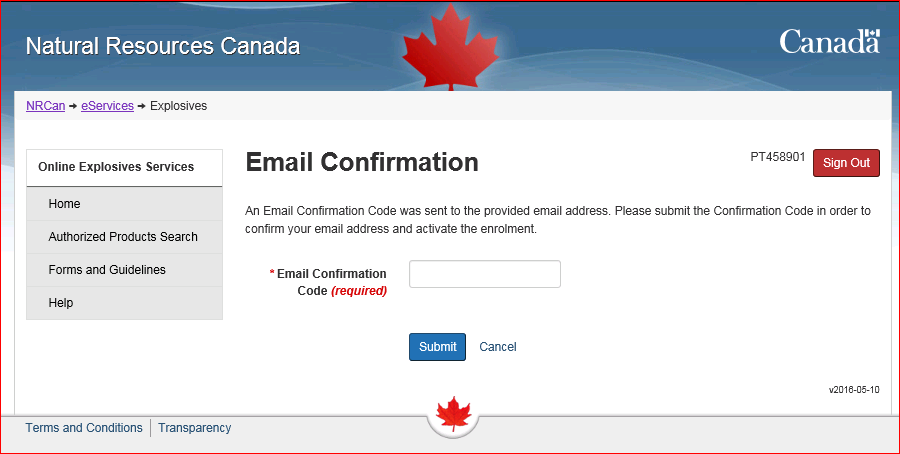 Natural Resources Canada
Canada
NRCan → eServices → Explosives
Online Explosives Services
Home
Authorized Products Search
Forms and Guidelines
Help
Email Confirmation
PT458901
Sign Out
An Email Confirmation Code was sent to the provided email address. Please submit the Confirmation Code in order to
confirm your email address and activate the enrolment.
* Email Confirmation
Code (required)
Submit
Cancel
v2016-05-10
Terms and Conditions
Transparency